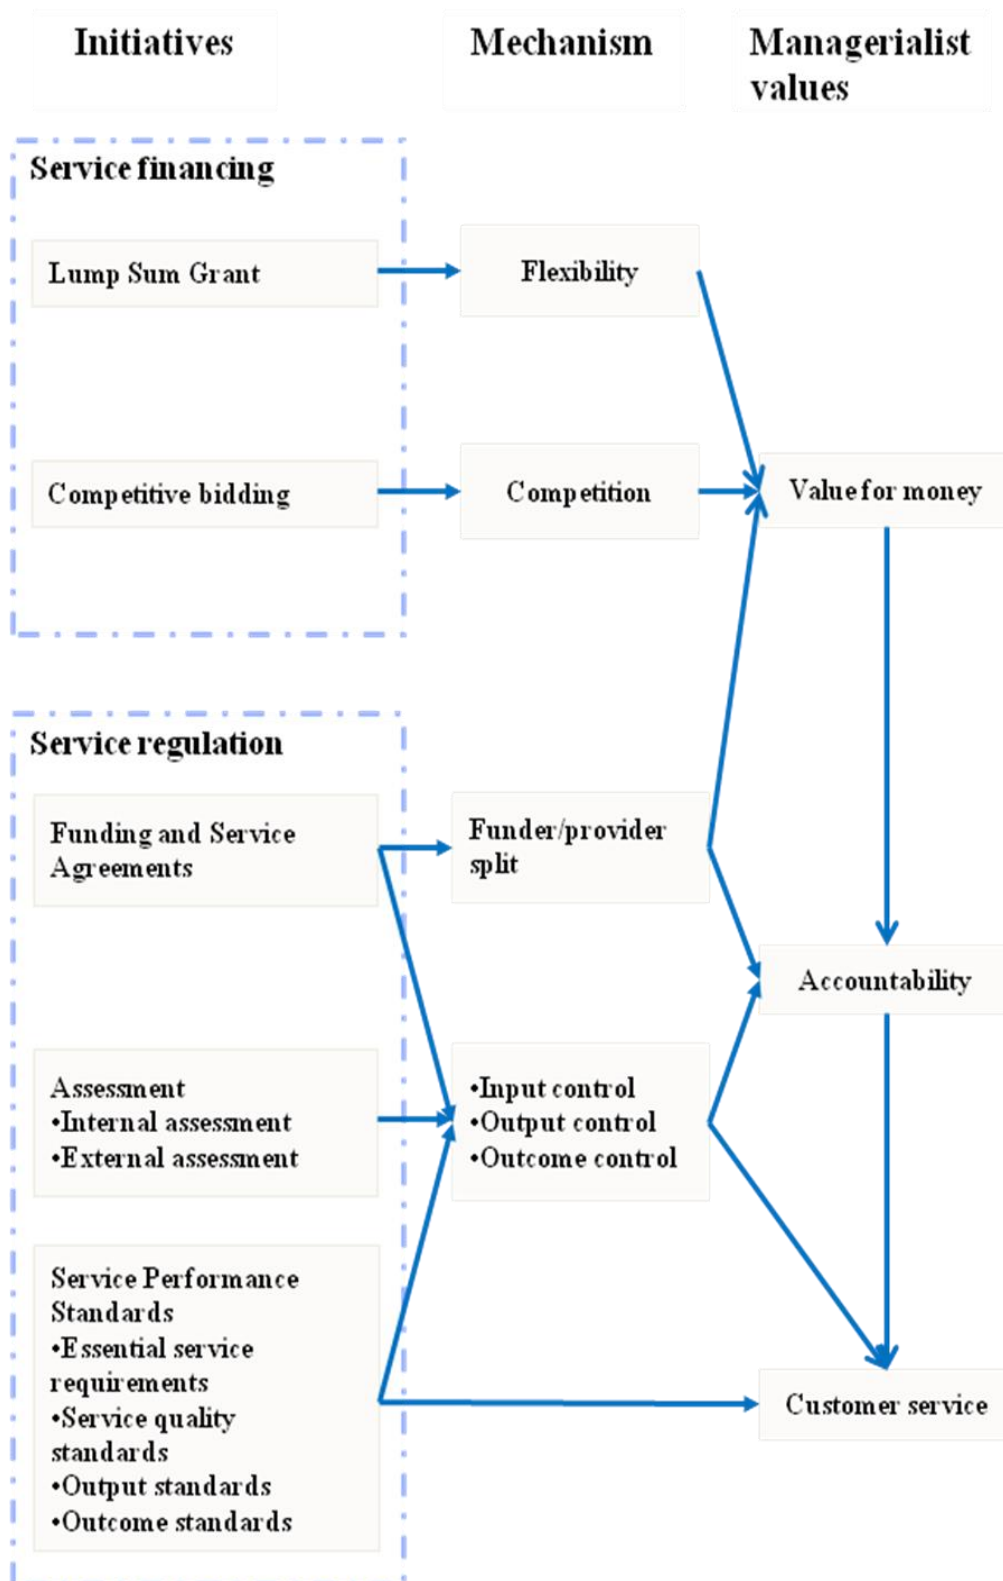 Initiatives
Mechanism
Managerialist
values
Service financing
Lump Sum Grant
Flexibility
Competitive bidding
Competition
Value for money
Service regulation
Funding and Service
Agreements
Funder/provider
split
Accountability
Assessment
•Internal assessment
•External assessment
•Input control
•Output control
•Outcome control
Service Performance
Standards
•Essential service
requirements
•Service quality
standards
•Output standards
•Outcome standards
Customer service